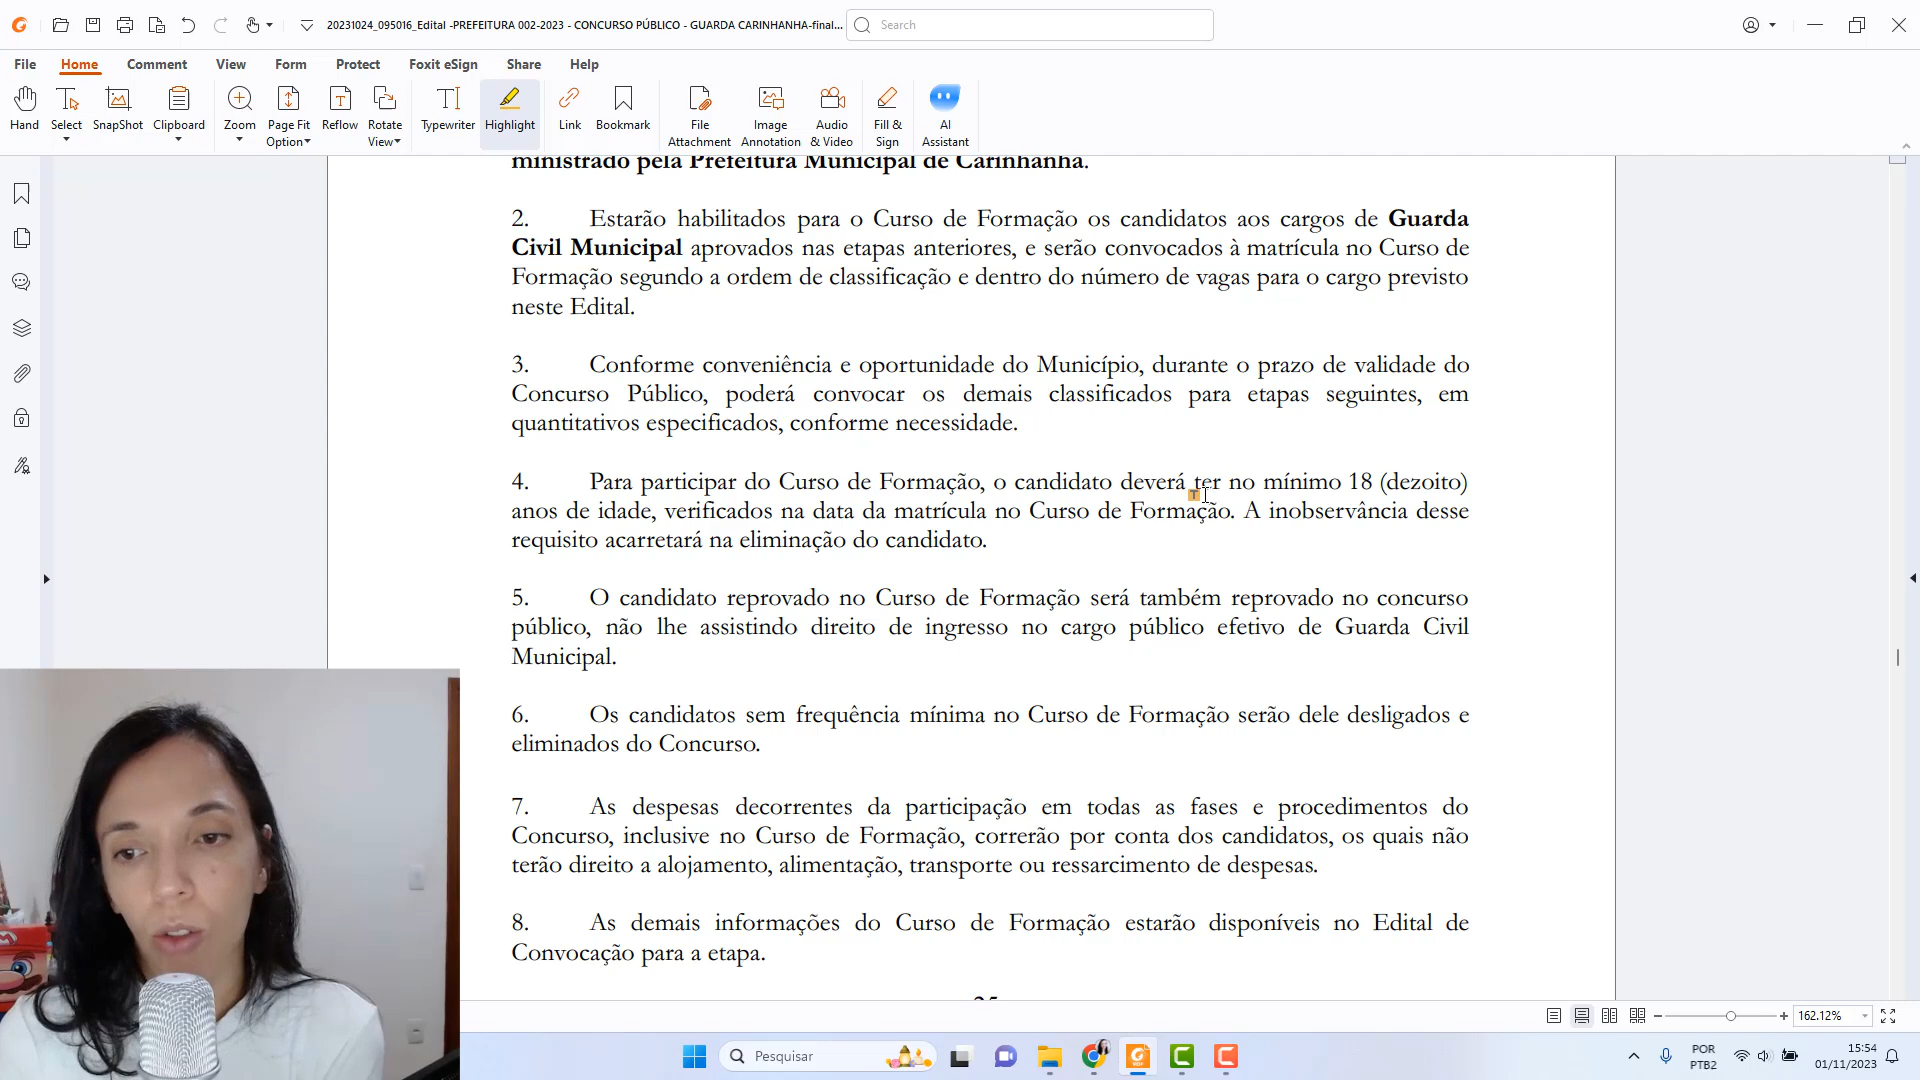 20231024_095016_Edital -PREFEITURA 002-2023 - CONCURSO PÚBLICO - GUARDA CARINHANHA-final...
Search
File Home Comment View Form Protect Foxit eSign Share Help
Hand Select SnapShot Clipboard Zoom Page Fit Option Reflow Rotate View Typewriter Highlight Link Bookmark File Attachment Image Annotation Audio & Video Fill & Sign AI Assistant
ministrado pela Prefeitura Municipal de Carinhanha.
2. Estarão habilitados para o Curso de Formação os candidatos aos cargos de Guarda
Civil Municipal aprovados nas etapas anteriores, e serão convocados à matrícula no Curso de
Formação segundo a ordem de classificação e dentro do número de vagas para o cargo previsto
neste Edital.
3. Conforme conveniência e oportunidade do Município, durante o prazo de validade do
Concurso Público, poderá convocar os demais classificados para etapas seguintes, em
quantitativos especificados, conforme necessidade.
4. Para participar do Curso de Formação, o candidato deverá ter no mínimo 18 (dezoito)
anos de idade, verificados na data da matrícula no Curso de Formação. A inobservância desse
requisito acarretará na eliminação do candidato.
5. O candidato reprovado no Curso de Formação será também reprovado no concurso
público, não lhe assistindo direito de ingresso no cargo público efetivo de Guarda Civil
Municipal.
6. Os candidatos sem frequência mínima no Curso de Formação serão dele desligados e
eliminados do Concurso.
7. As despesas decorrentes da participação em todas as fases e procedimentos do
Concurso, inclusive no Curso de Formação, correrão por conta dos candidatos, os quais não
terão direito a alojamento, alimentação, transporte ou ressarcimento de despesas.
8. As demais informações do Curso de Formação estarão disponíveis no Edital de
Convocação para a etapa.
162.12%
Pesquisar
POR
PTB2
15:54
01/11/2023